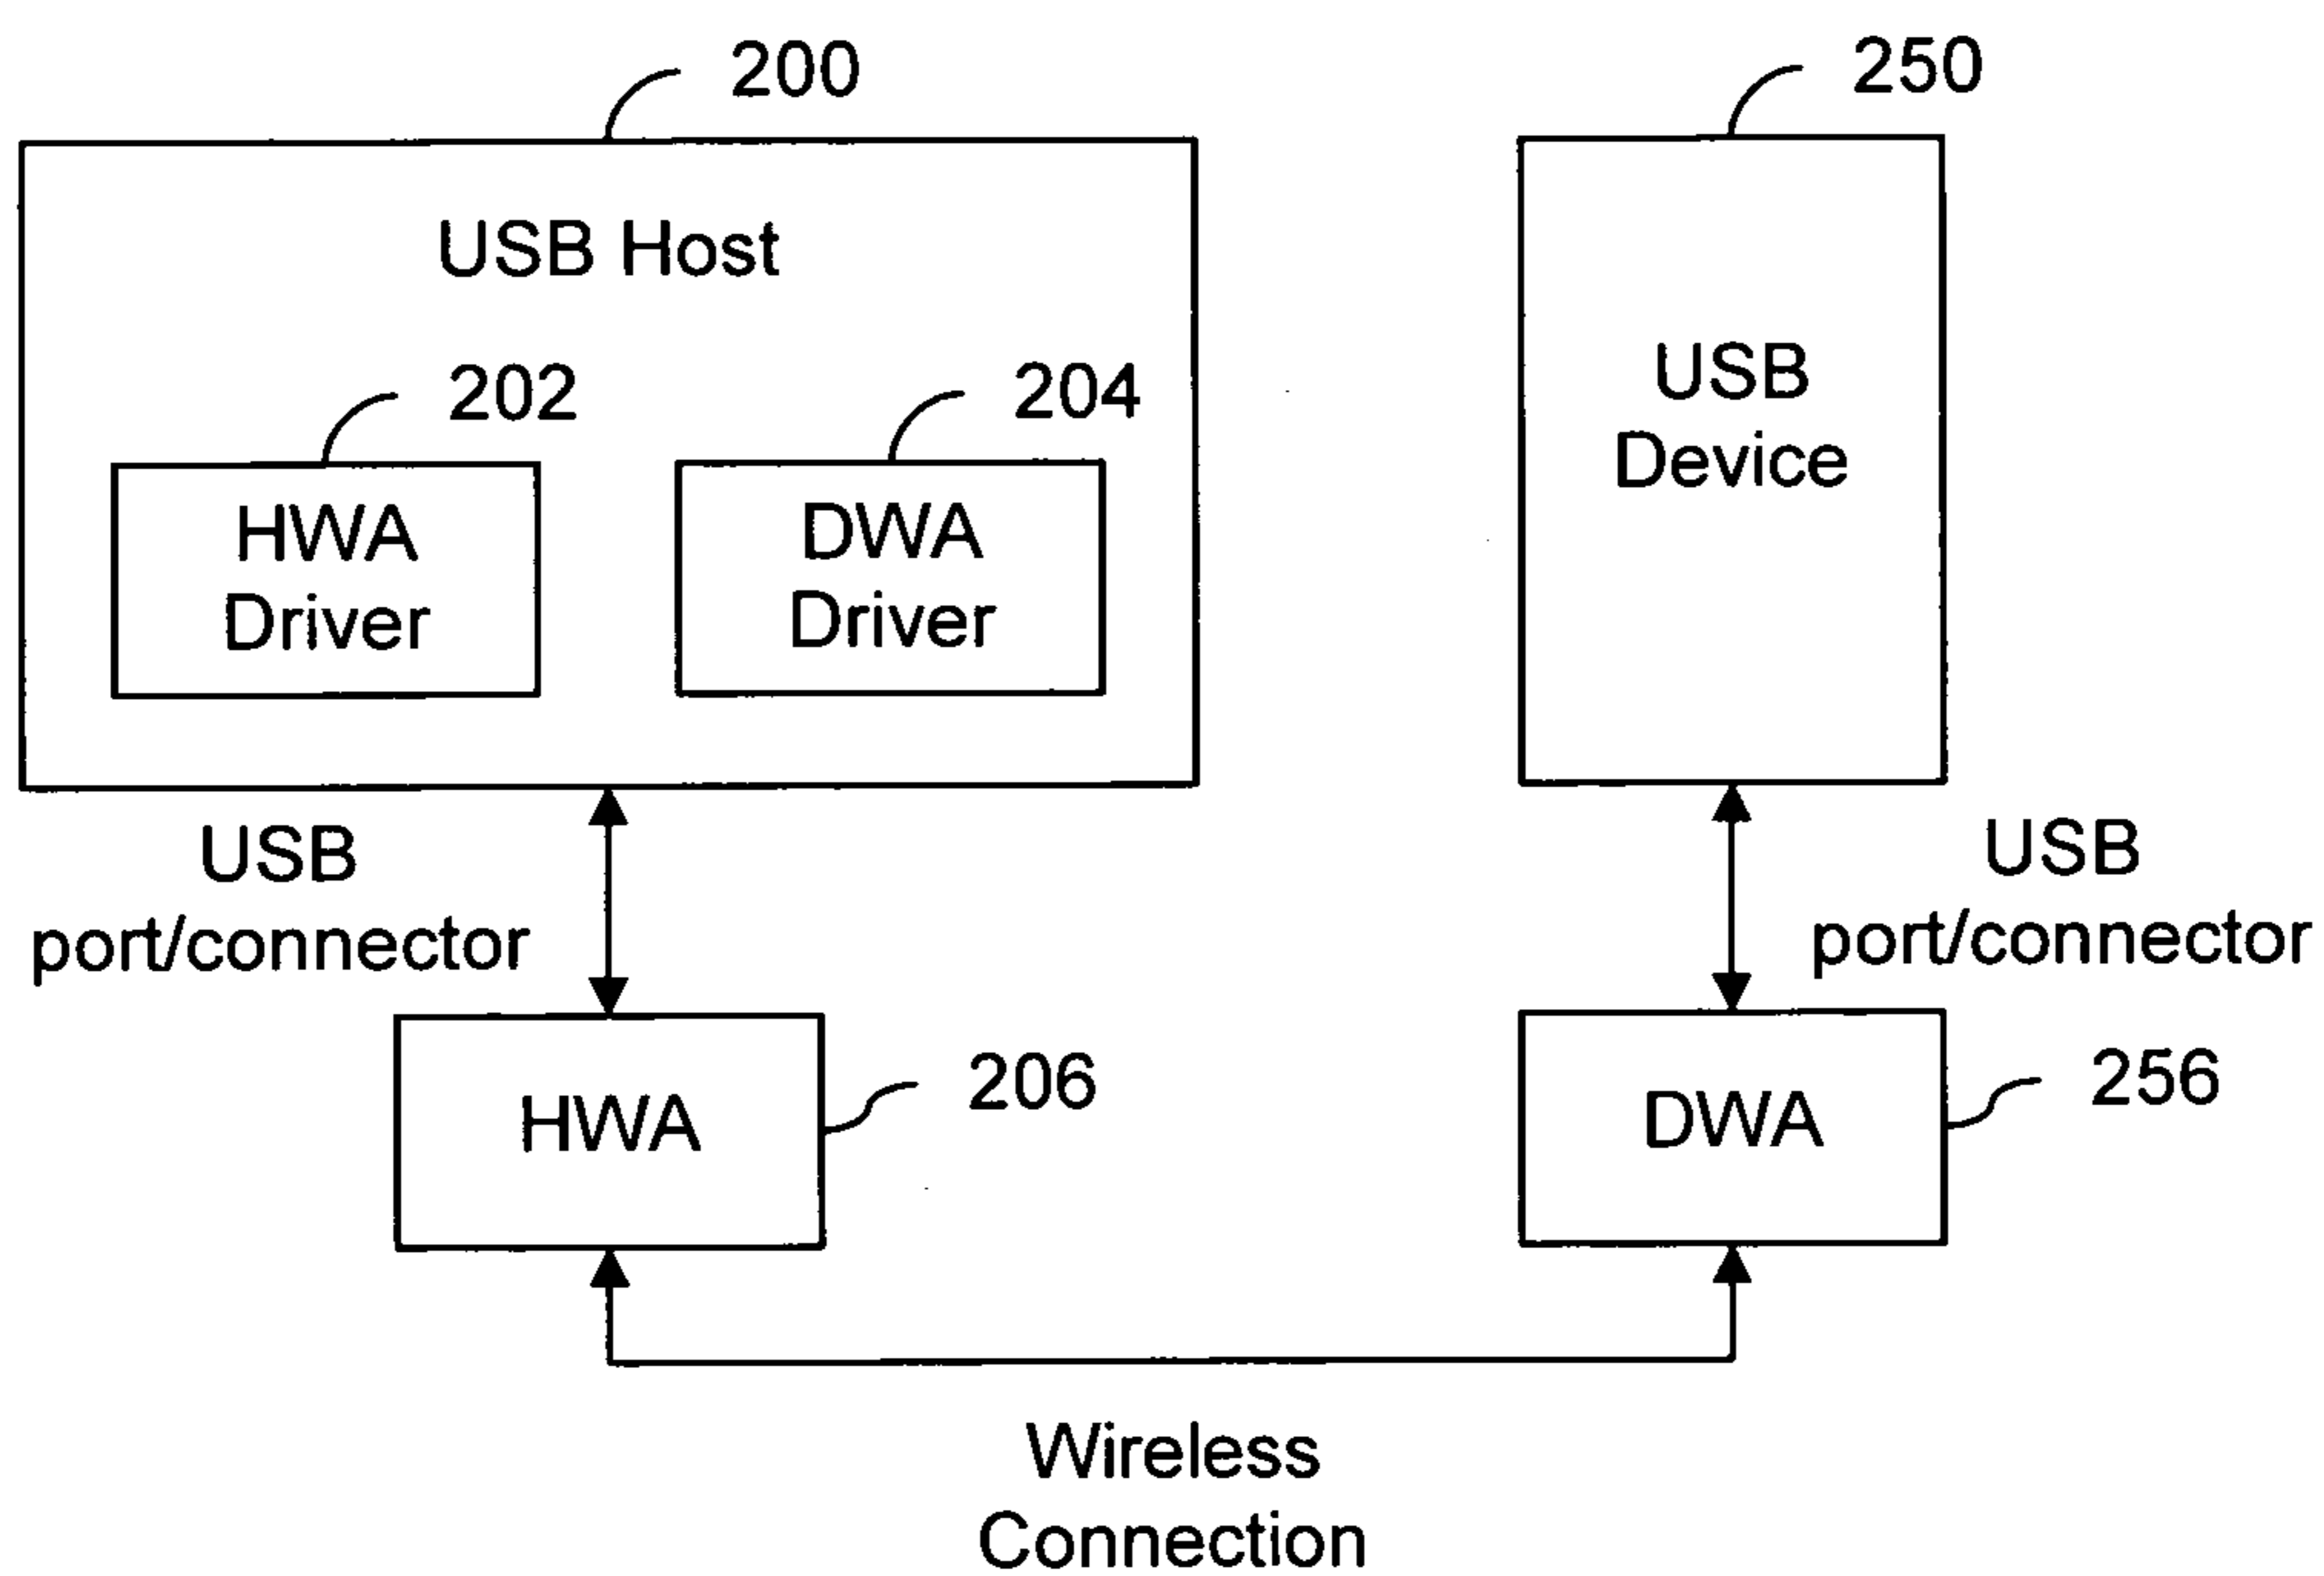 200
250
USB Host
202
204
HWA
Driver
DWA
Driver
USB
Device
USB
port/connector
USB
port/connector
HWA
206
DWA
256
Wireless
Connection